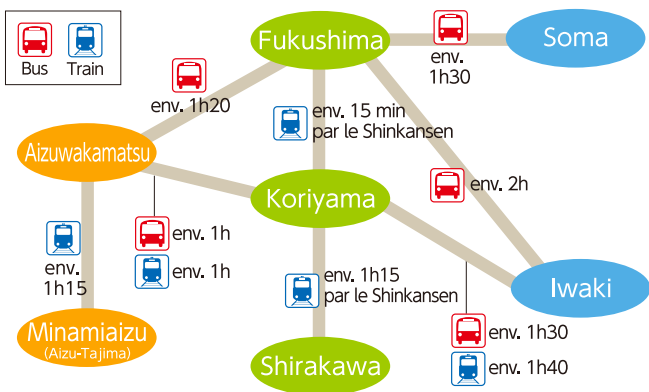 Bus
Train
Fukushima
Soma
env.
1h30
env. 1h20
env. 15 min
par le Shinkansen
Aizuwakamatsu
Koriyama
env. 2h
env. 1h
env. 1h
env.
1h15
env. 1h15
par le Shinkansen
Iwaki
Minamiaizu
(Aizu-Tajima)
Shirakawa
env. 1h30
env. 1h40